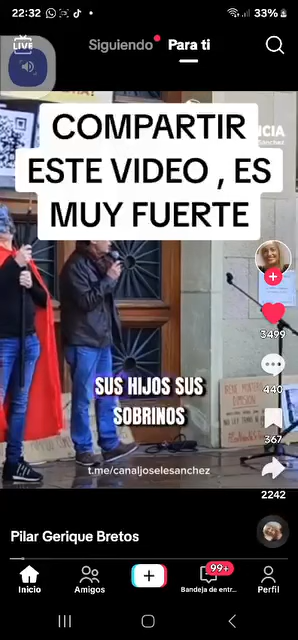 22:32
33%
LIVE
Siguiendo
Para ti
COMPARTIR
ESTE VIDEO , ES
MUY FUERTE
3499
440
367
2242
SUS HIJOS SUS
SOBRINOS
t.me/canaljoselesanchez
Pilar Gerique Bretos
99+
Inicio
Amigos
Bandeja de entr...
Perfil